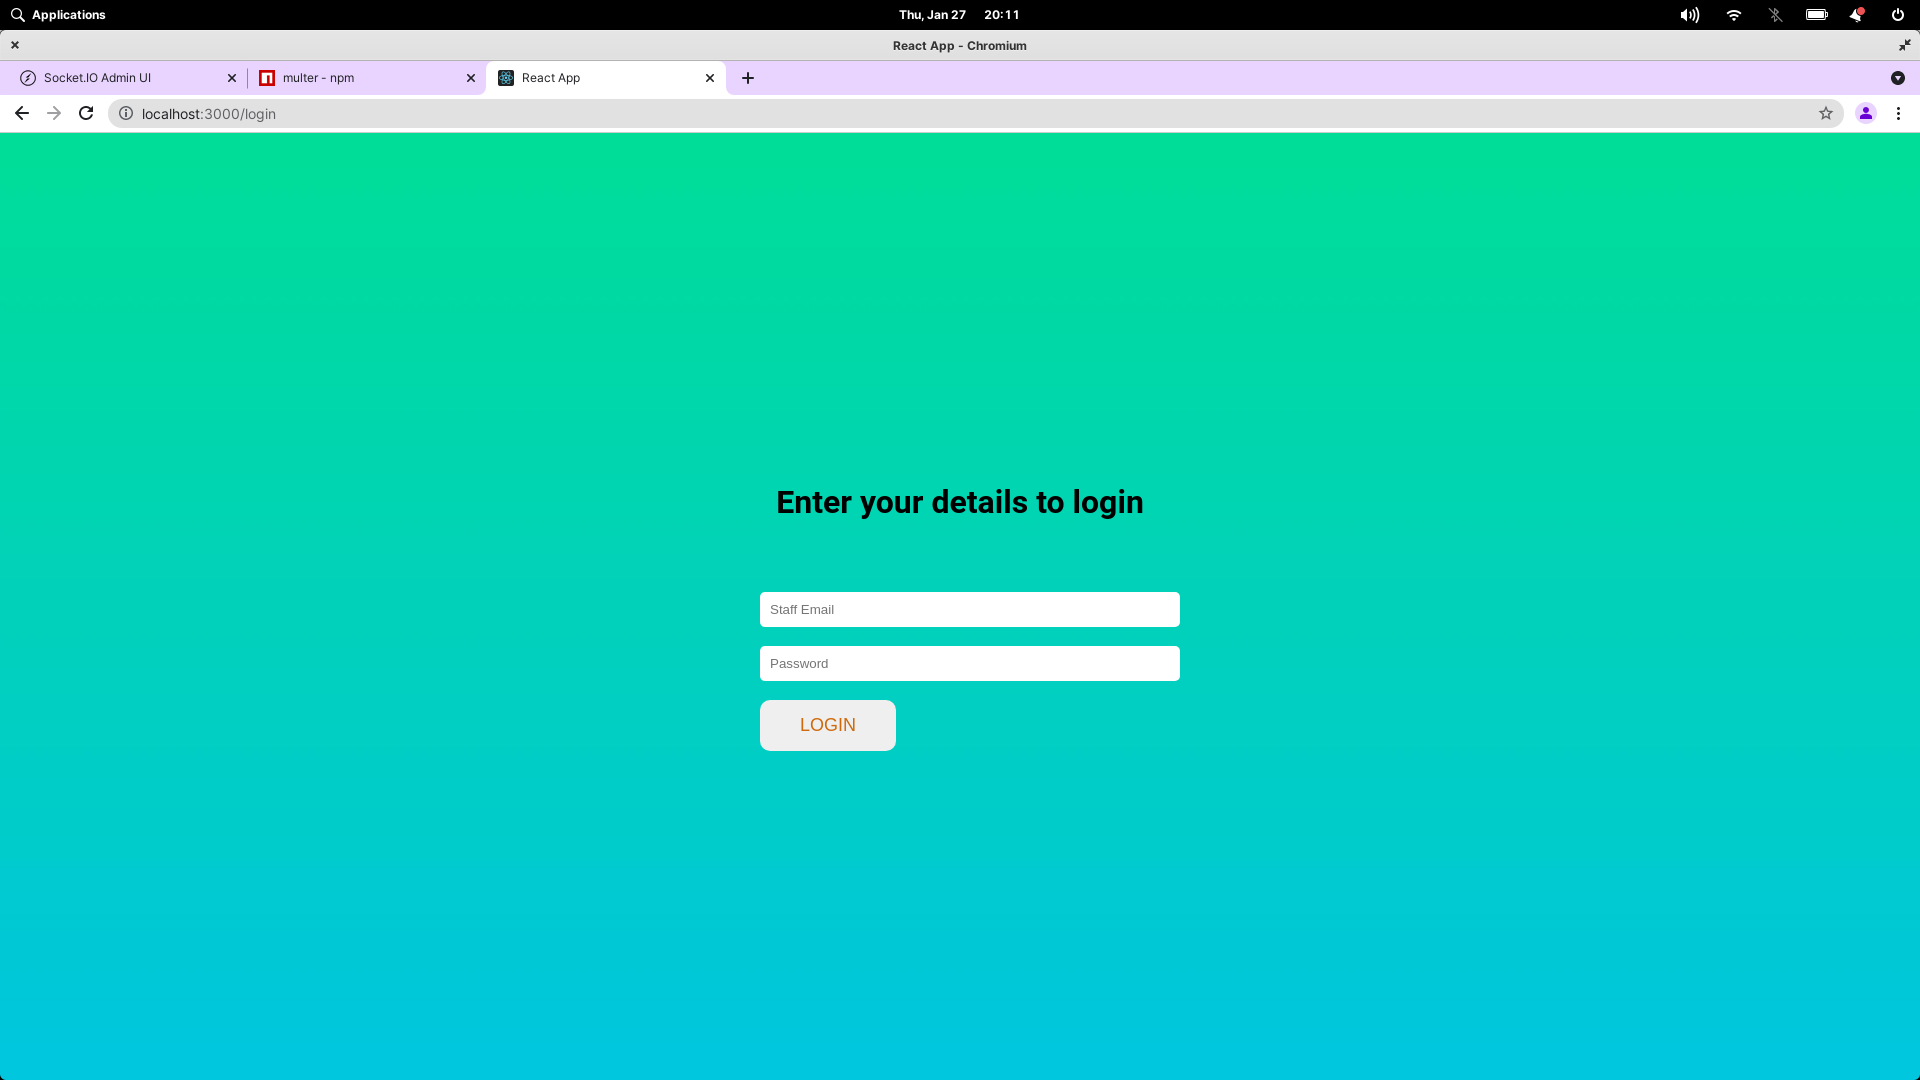 Applications
Thu, Jan 27 20:11
React App - Chromium
Socket.IO Admin UI
multer - npm
React App
localhost:3000/login
Enter your details to login
Staff Email
Password
LOGIN